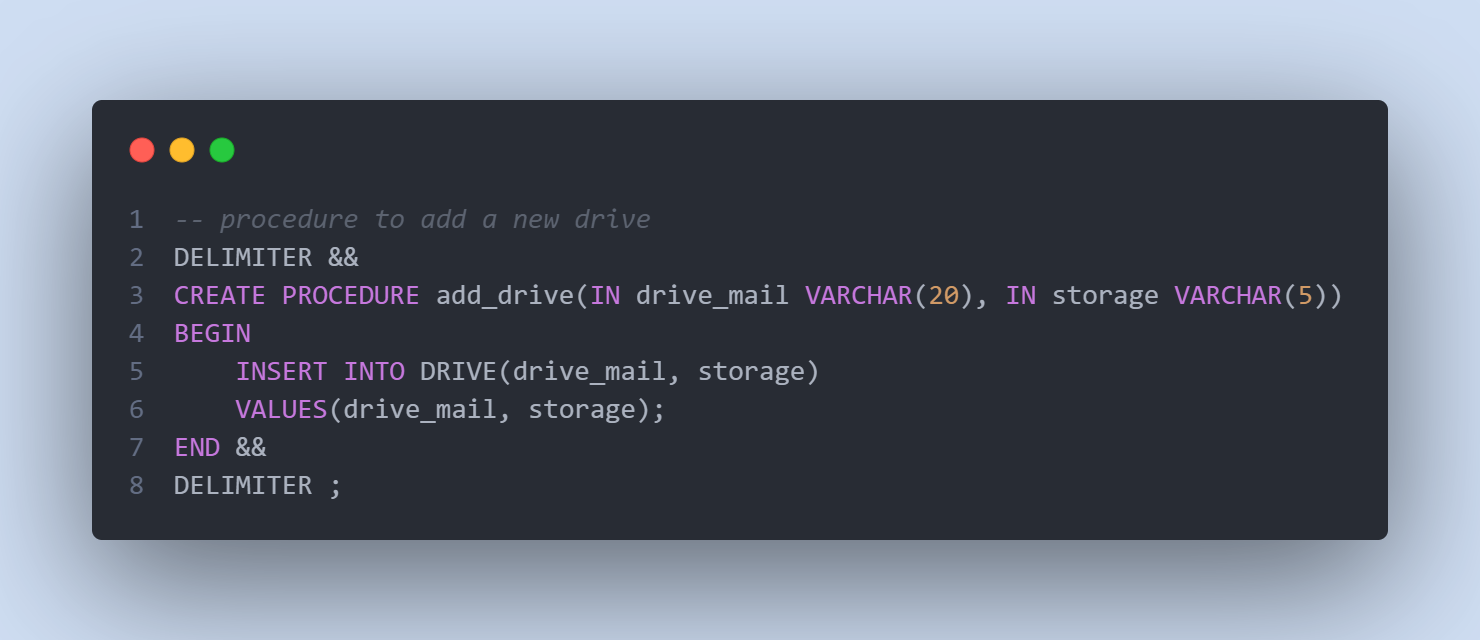 1 -- procedure to add a new drive
2 DELIMITER &&
3 CREATE PROCEDURE add_drive(IN drive_mail VARCHAR(20), IN storage VARCHAR(5))
4 BEGIN
5     INSERT INTO DRIVE(drive_mail, storage)
6     VALUES(drive_mail, storage);
7 END &&
8 DELIMITER ;